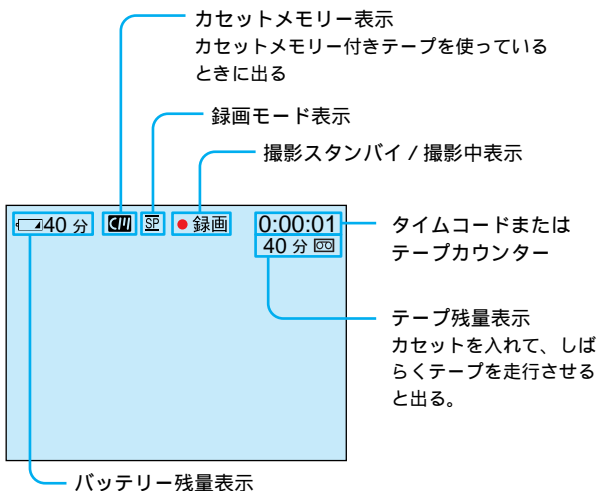 カセットメモリー表示
カセットメモリー付きテープを使っている
ときに出る
録画モード表示
撮影スタンバイ / 撮影中表示
40 分 CM SP ●録画 0:00:01
40 分
タイムコードまたは
テープカウンター
テープ残量表示
カセットを入れて、しば
らくテープを走行させる
と出る。
バッテリー残量表示